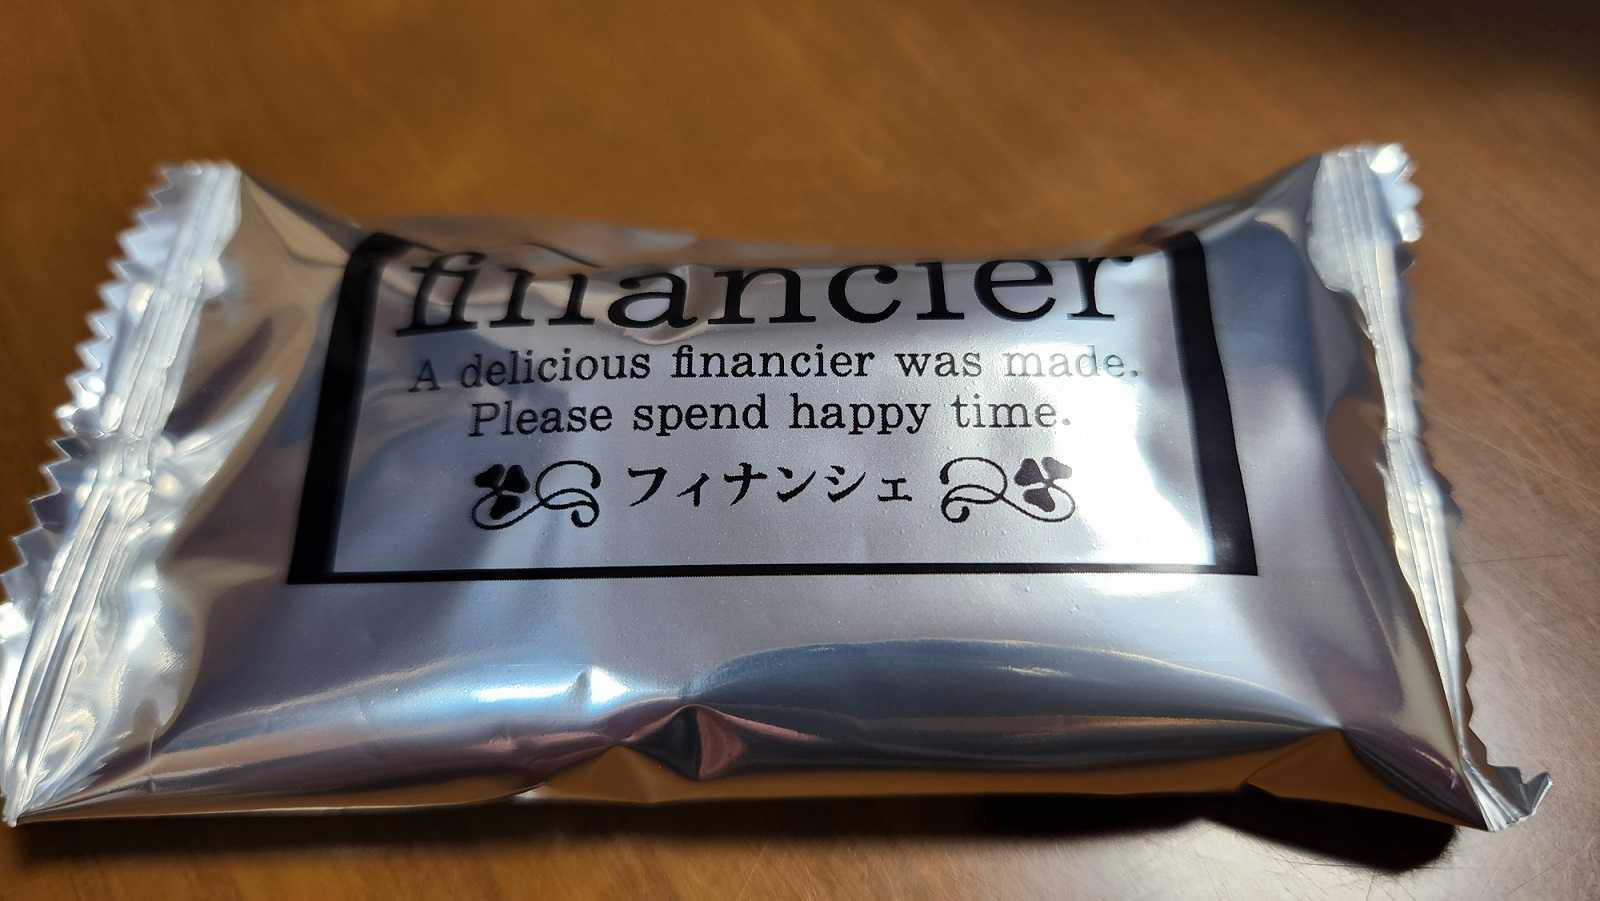 financier
A delicious financier was made.
Please spend happy time.
フィナンシェ